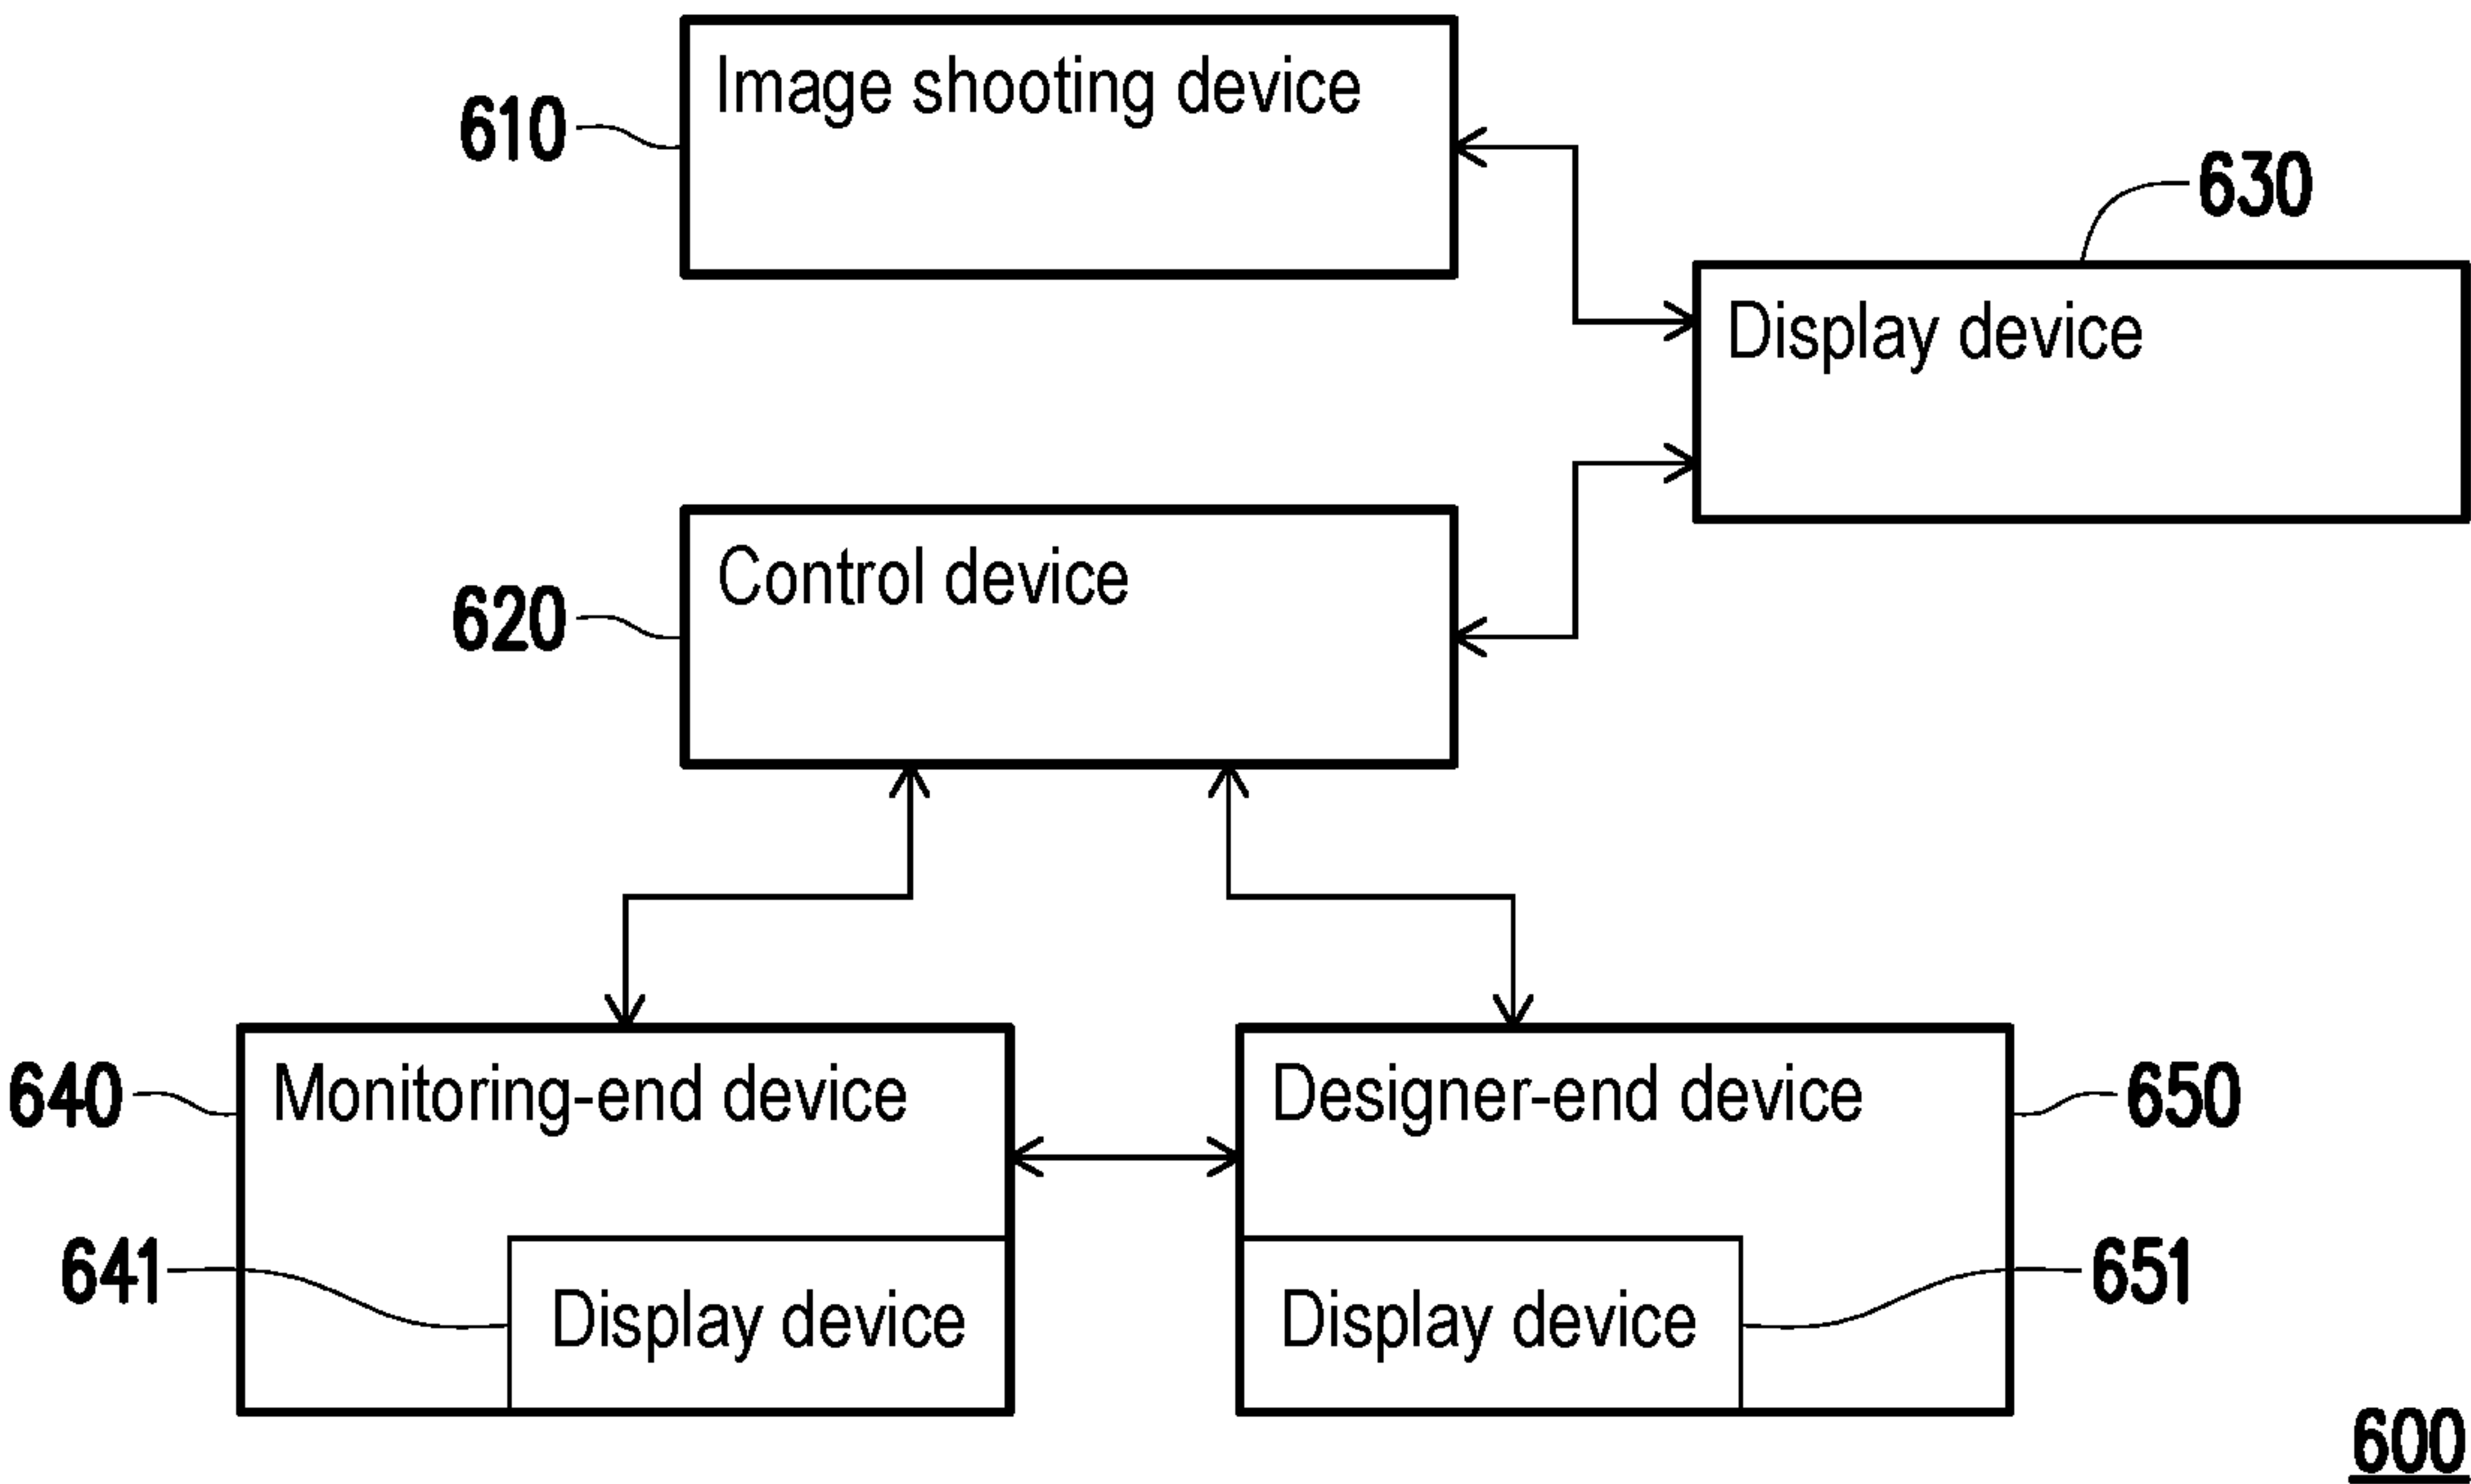 Image shooting device
610
630
Display device
Control device
620
640
Monitoring-end device
Designer-end device
650
641
Display device
Display device
651
600